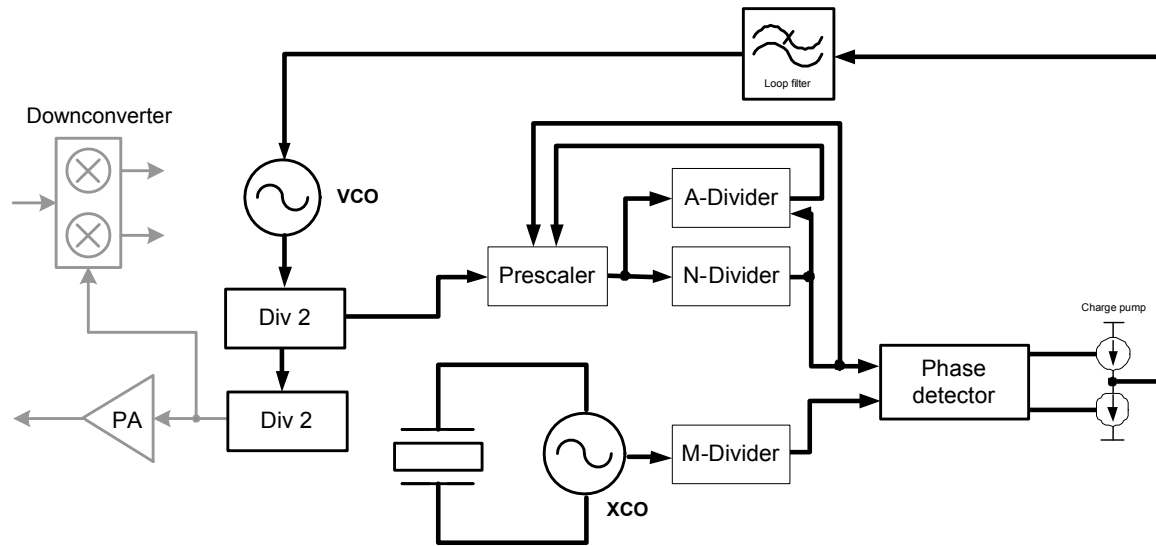 Loop filter
Downconverter
VCO
A-Divider
Prescaler
N-Divider
Div 2
Charge pump
Phase
detector
PA
Div 2
M-Divider
XCO